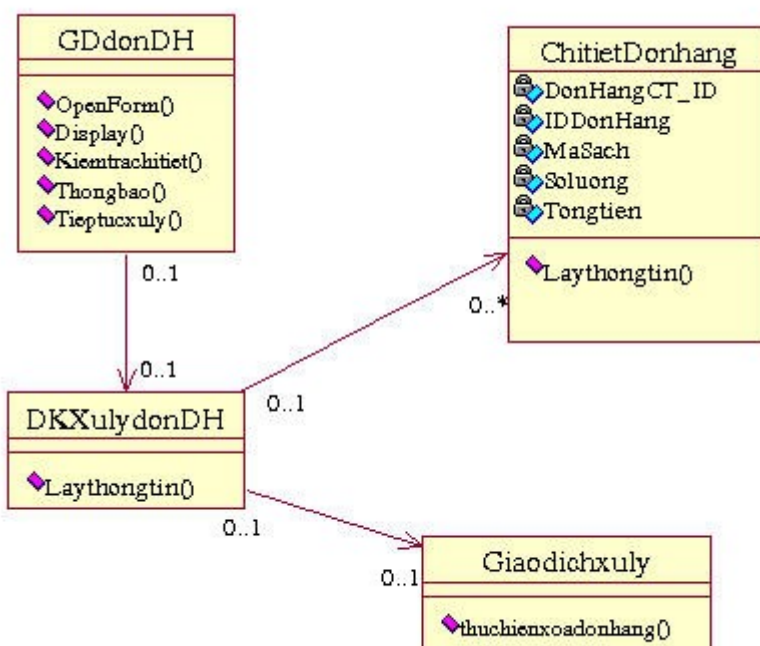 GDdonDH
OpenForm()
Display()
Kiemtrachitiet()
Thongbao()
Tieptucxuly()
ChitietDonhang
DonHangCT_ID
IDDonHang
MaSach
Soluong
Tongtien
Laythongtin()
0..1
0..*
0..1
0..1
DKXulydonDH
Laythongtin()
0..1
0..1
Giaodichxuly
thuchienxoadonhang()